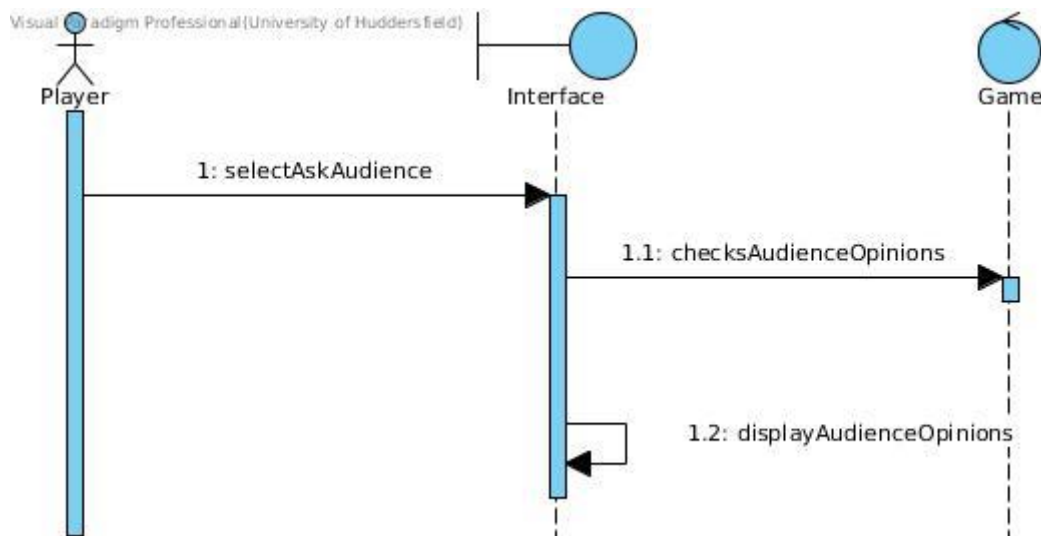 Visual Paradigm Professional(University of Huddersfield)
Player
Interface
Game
1: selectAskAudience
1.1: checksAudienceOpinions
1.2: displayAudienceOpinions